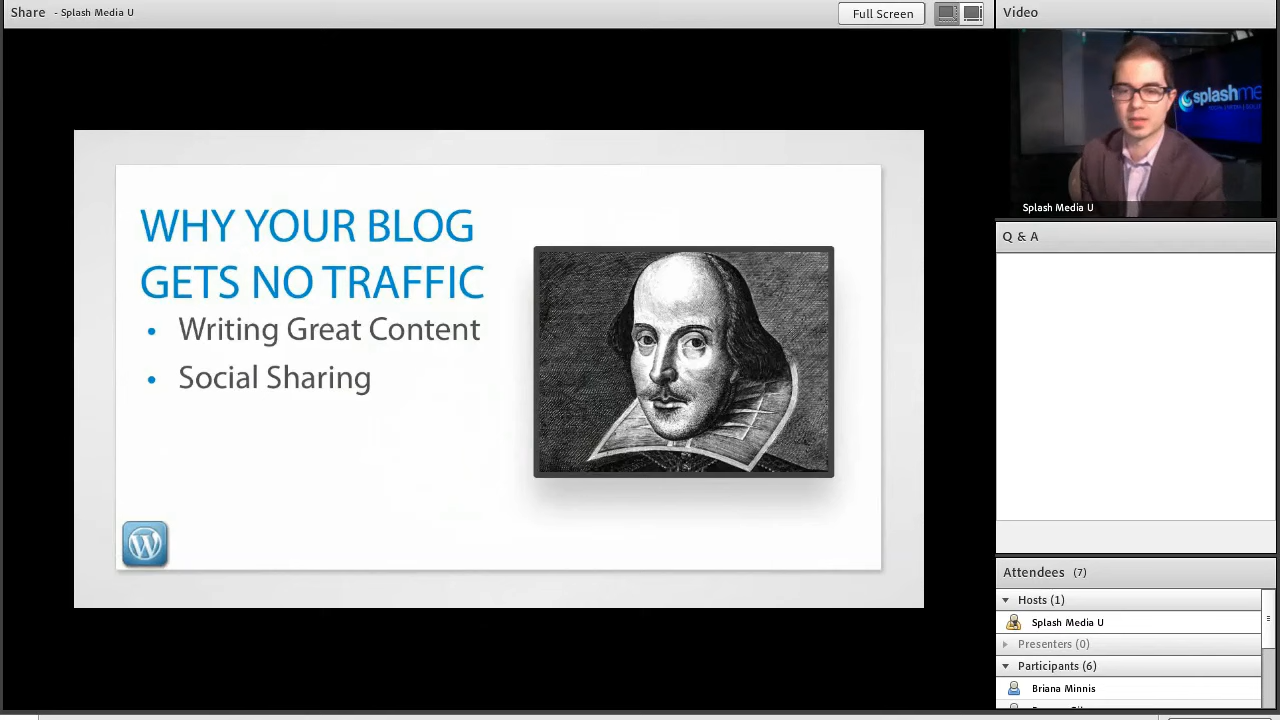 Share - Splash Media U
Full Screen
Video
splashme
Splash Media U
WHY YOUR BLOG
GETS NO TRAFFIC
• Writing Great Content
• Social Sharing
Q & A
Attendees (7)
Hosts (1)
Splash Media U
Presenters (0)
Participants (6)
Briana Minnis